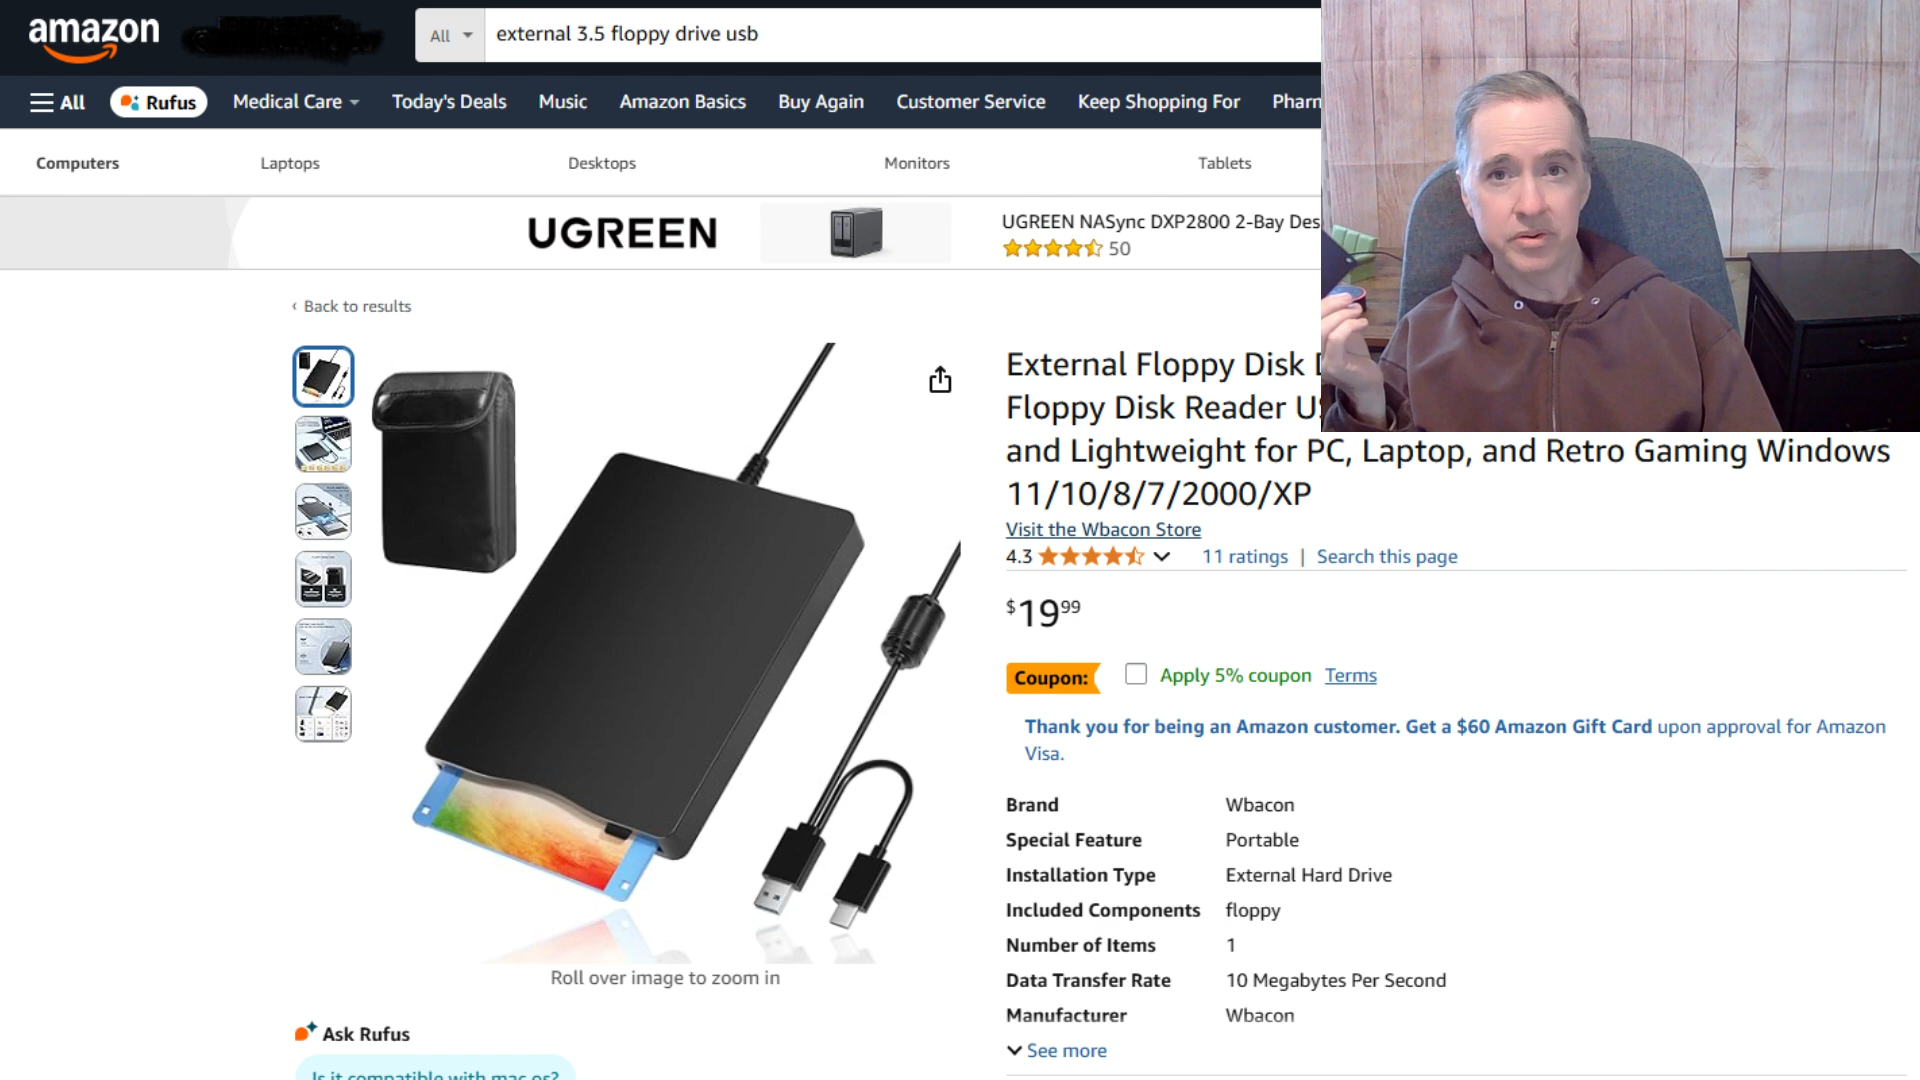 amazon
All
external 3.5 floppy drive usb
All
Rufus
Medical Care
Today's Deals
Music
Amazon Basics
Buy Again
Customer Service
Keep Shopping For
Computers
Laptops
Desktops
Monitors
Tablets
UGREEN
UGREEN NASync DXP2800 2-Bay Des
50
‹ Back to results
External Floppy Disk
Floppy Disk Reader
and Lightweight for PC, Laptop, and Retro Gaming Windows
11/10/8/7/2000/XP
Visit the Wbacon Store
4.3
11 ratings | Search this page
$19 99
Coupon:
Apply 5% coupon
Terms
Thank you for being an Amazon customer. Get a $60 Amazon Gift Card upon approval for Amazon
Visa.
Brand Wbacon
Special Feature Portable
Installation Type External Hard Drive
Included Components floppy
Number of Items 1
Data Transfer Rate 10 Megabytes Per Second
Manufacturer Wbacon
See more
Roll over image to zoom in
Ask Rufus
Is it compatible with mac os?